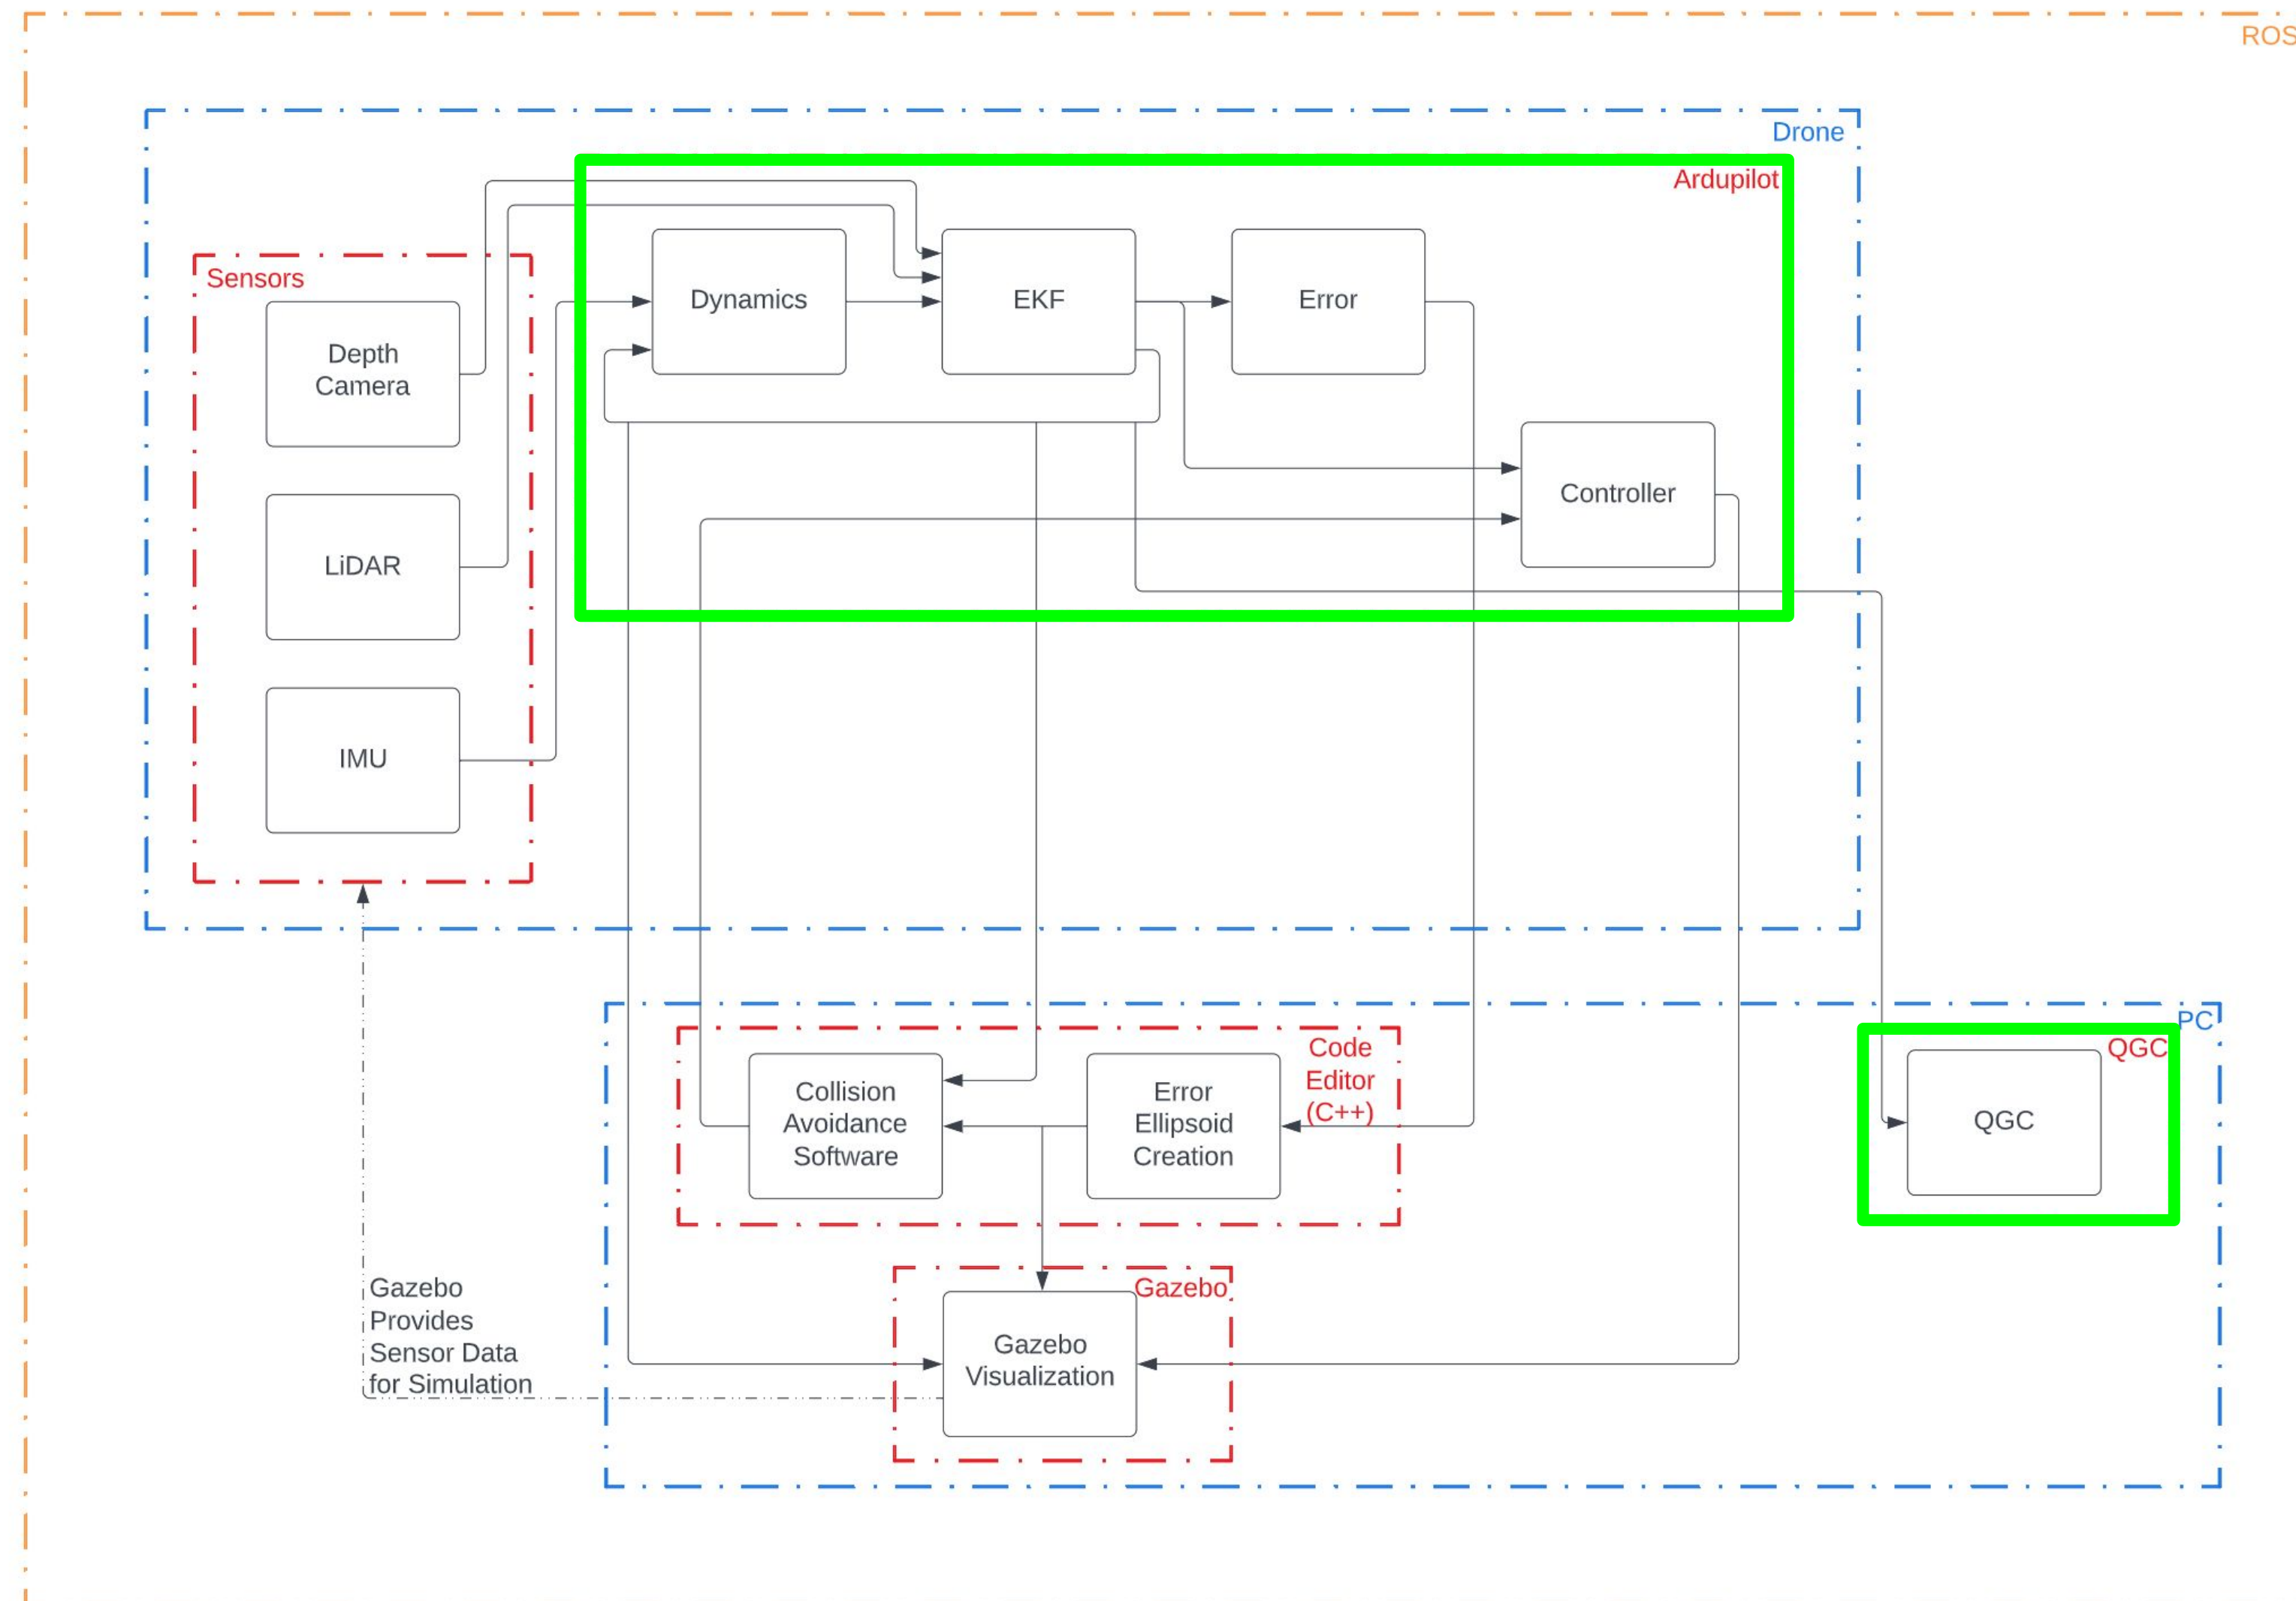 ROS
Drone
Ardupilot
Sensors
Dynamics
EKF
Error
Depth
Camera
Controller
LiDAR
IMU
PC
Code
Editor
(C++)
QGC
Collision
Avoidance
Software
Error
Ellipsoid
Creation
QGC
Gazebo
Provides
Sensor Data
for Simulation
Gazebo
Gazebo
Visualization